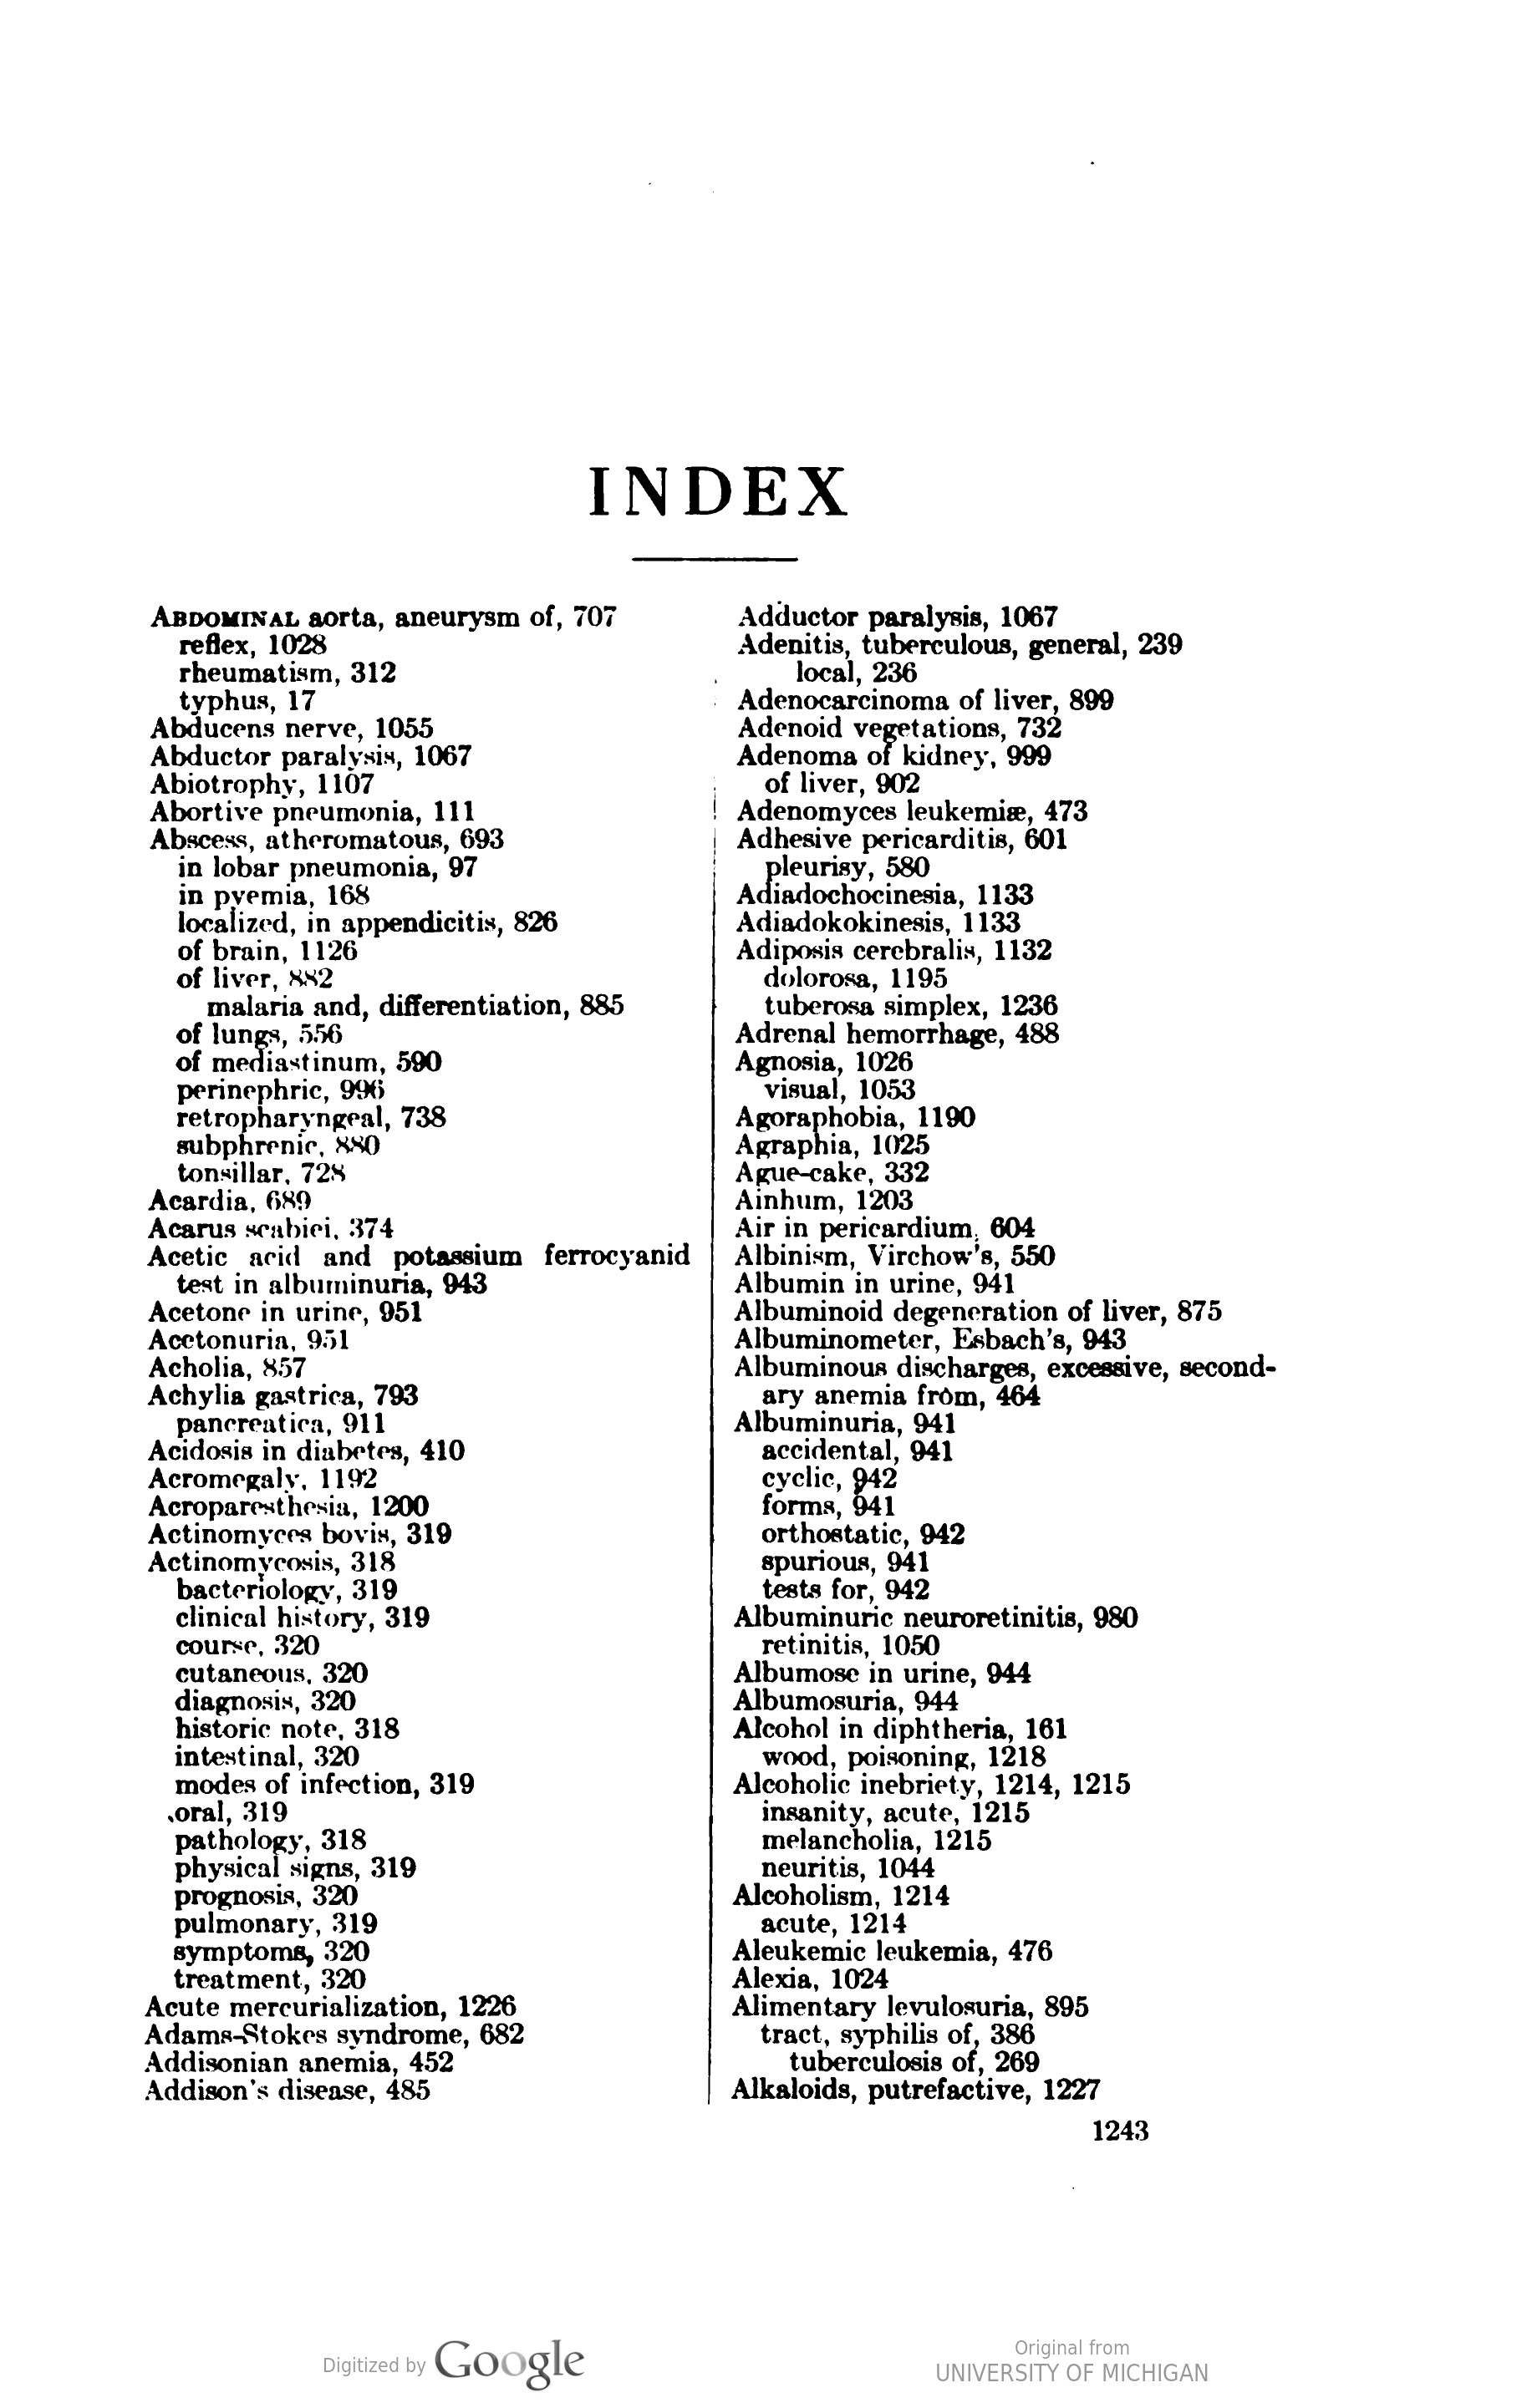 INDEX
ABDOMINAL aorta, aneurysm of, 707
reflex, 1028
rheumatism, 312
typhus, 17
Abducens nerve, 1055
Abductor paralysis, 1067
Abiotrophy, 1107
Abortive pneumonia, 111
Abscess, atheromatous, 693
in lobar pneumonia, 97
in pyemia, 168
localized, in appendicitis, 826
of brain, 1126
of liver, 882
malaria and, differentiation, 885
of lungs, 556
of mediastinum, 590
perinephric, 996
retropharyngeal, 738
subphrenic, 880
tonsillar, 728
Acardia, 689
Acarus scabiei, 374
Acetic acid and potassium ferrocyanid
test in albuminuria, 943
Acetone in urine, 951
Acetonuria, 951
Acholia, 857
Achylia gastrica, 793
pancreatica, 911
Acidosis in diabetes, 410
Acromegaly, 1192
Acroparesthesia, 1200
Actinomyces bovis, 319
Actinomycosis, 318
bacteriology, 319
clinical history, 319
course, 320
cutaneous, 320
diagnosis, 320
historic note, 318
intestinal, 320
modes of infection, 319
oral, 319
pathology, 318
physical signs, 319
prognosis, 320
pulmonary, 319
symptoms, 320
treatment, 320
Acute mercurialization, 1226
Adams-Stokes syndrome, 682
Addisonian anemia, 452
Addison's disease, 485
Adductor paralysis, 1067
Adenitis, tuberculous, general, 239
local, 236
Adenocarcinoma of liver, 899
Adenoid vegetations, 732
Adenoma of kidney, 999
of liver, 902
Adenomyces leukemiæ, 473
Adhesive pericarditis, 601
pleurisy, 580
Adiadochocinesia, 1133
Adiadokokinesis, 1133
Adiposis cerebralis, 1132
dolorosa, 1195
tuberosa simplex, 1236
Adrenal hemorrhage, 488
Agnosia, 1026
visual, 1053
Agoraphobia, 1190
Agraphia, 1025
Ague-cake, 332
Ainhum, 1203
Air in pericardium, 604
Albinism, Virchow's, 550
Albumin in urine, 941
Albuminoid degeneration of liver, 875
Albuminometer, Esbach's, 943
Albuminous discharges, excessive, second-
ary anemia from, 464
Albuminuria, 941
accidental, 941
cyclic, 942
forms, 941
orthostatic, 942
spurious, 941
tests for, 942
Albuminuric neuroretinitis, 980
retinitis, 1050
Albumose in urine, 944
Albumosuria, 944
Alcohol in diphtheria, 161
wood, poisoning, 1218
Alcoholic inebriety, 1214, 1215
insanity, acute, 1215
melancholia, 1215
neuritis, 1044
Alcoholism, 1214
acute, 1214
Aleukemic leukemia, 476
Alexia, 1024
Alimentary levulosuria, 895
tract, syphilis of, 386
tuberculosis of, 269
Alkaloids, putrefactive, 1227
1243
Digitized by Google
Original from
UNIVERSITY OF MICHIGAN